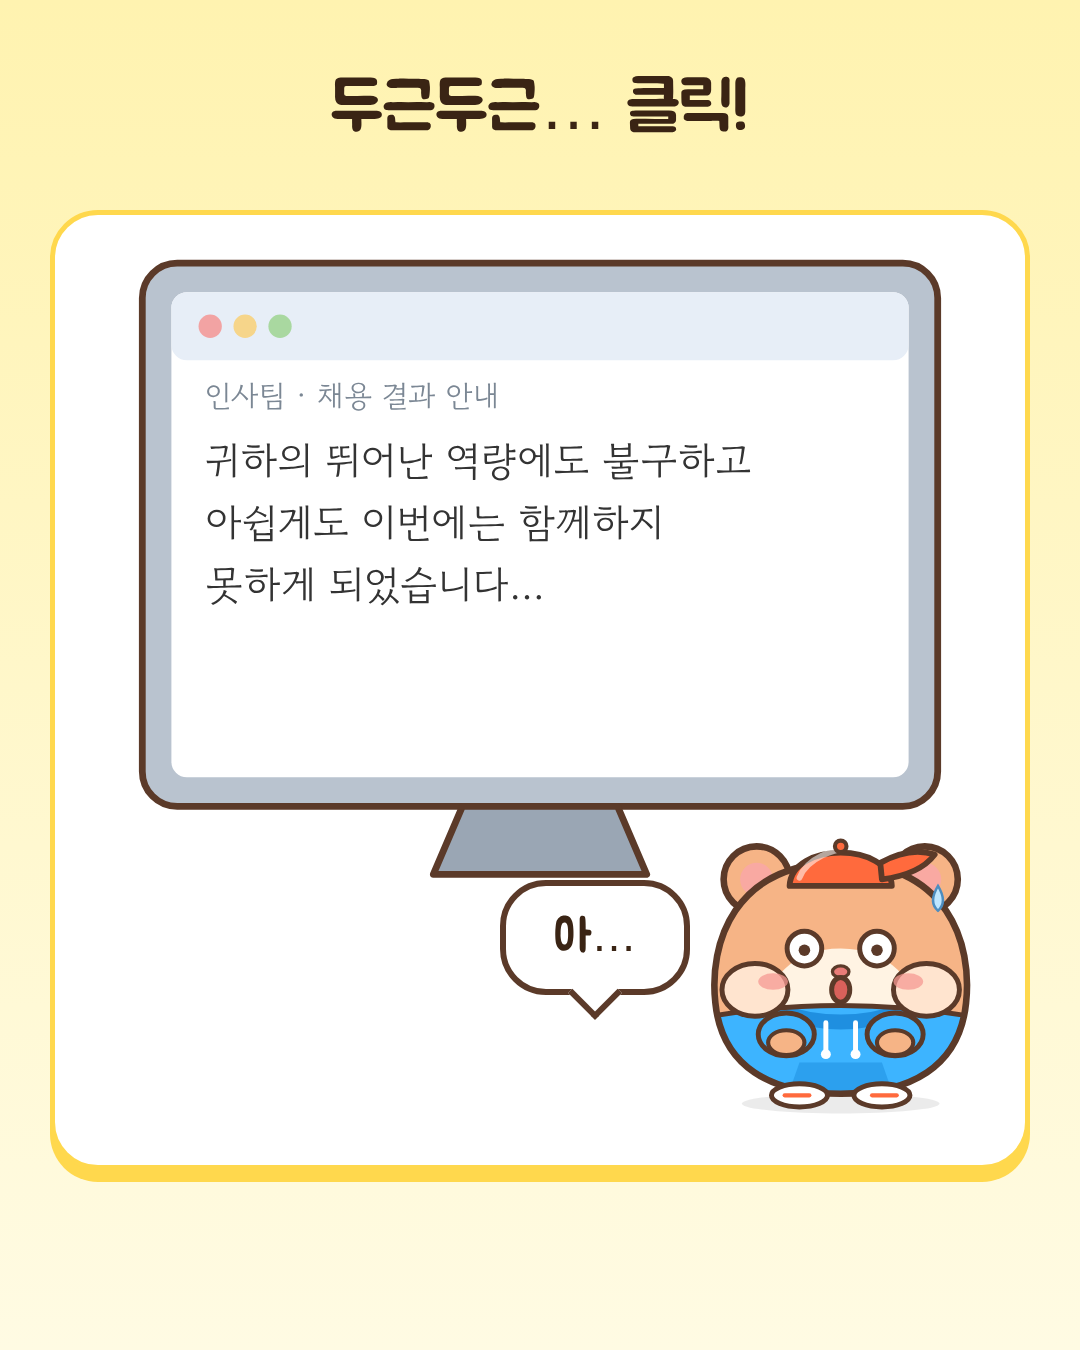 두근두근... 클릭!
인사팀 · 채용 결과 안내
귀하의 뛰어난 역량에도 불구하고
아쉽게도 이번에는 함께하지
못하게 되었습니다...
아...